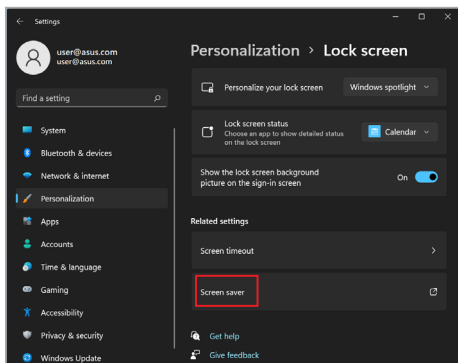 Settings
user@asus.com
user@asus.com
Find a setting
System
Bluetooth & devices
Network & internet
Personalization
Apps
Accounts
Time & language
Gaming
Accessibility
Privacy & security
Windows Update
Personalization > Lock screen
Personalize your lock screen
Windows spotlight
Lock screen status
Choose an app to show detailed status
on the lock screen
Calendar
Show the lock screen background
picture on the sign-in screen
On
Related settings
Screen timeout
Screen saver
Get help
Give feedback